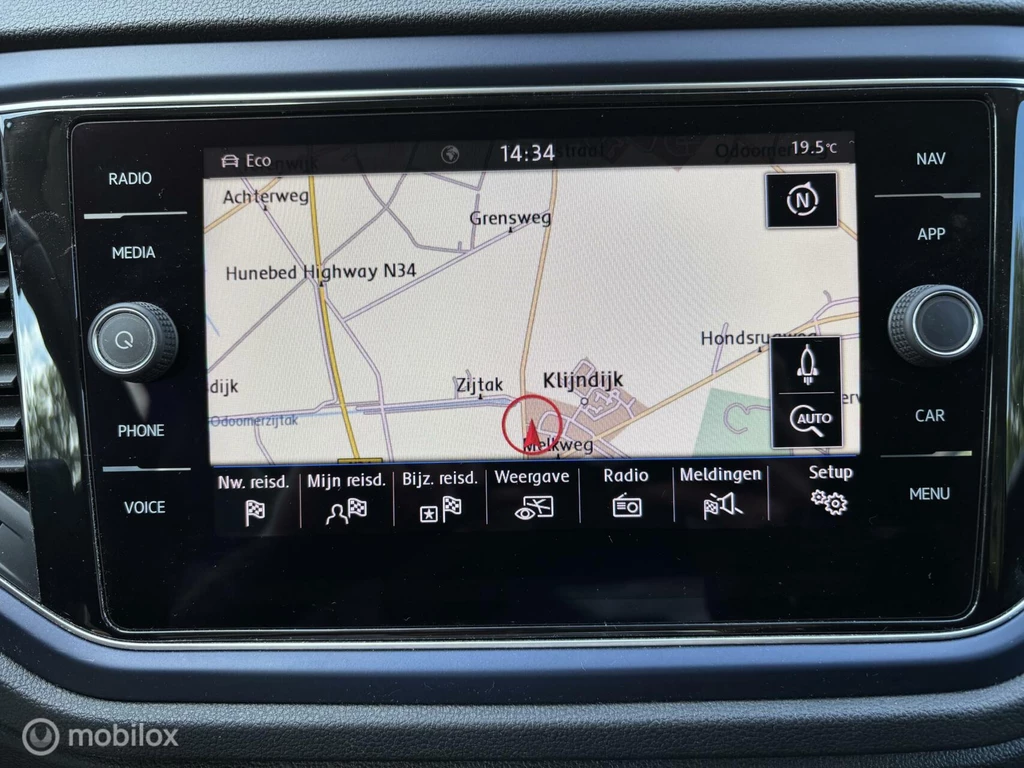 RADIO
MEDIA
PHONE
VOICE
Eco
14:34
19.5°C
Achterweg
Grensweg
N
Hunebed Highway N34
Zijtak
Klijndijk
dijk
Odoomerzijtak
Melkweg
AUTO
Nw. reisd.
Mijn reisd.
Bijz. reisd.
Weergave
Radio
Meldingen
Setup
NAV
APP
CAR
MENU
mobilox